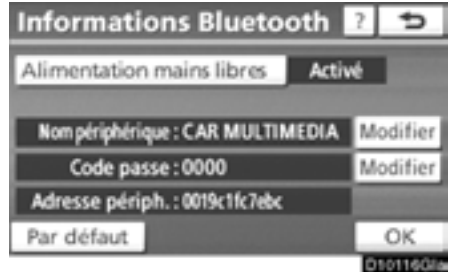 Informations Bluetooth ?
Alimentation mains libres Activé
Nom périphérique : CAR MULTIMEDIA Modifier
Code passe : 0000 Modifier
Adresse périph. : 0019c1fc7ebc
Par défaut OK